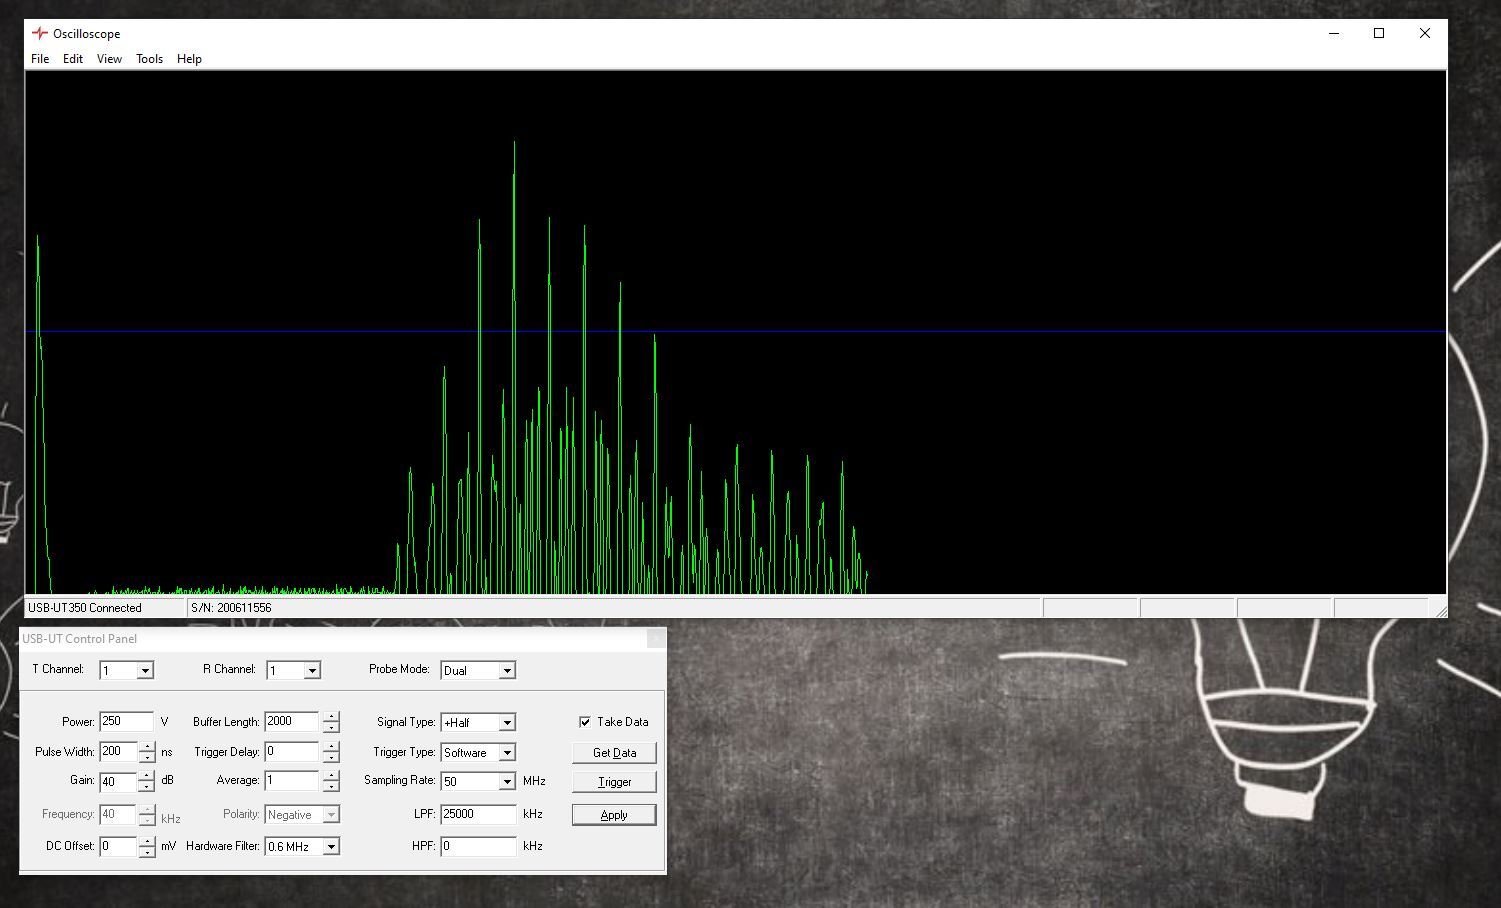 Oscilloscope
File Edit View Tools Help
USB-UT350 Connected S/N: 200611556
USB-UT Control Panel
T Channel: 1 R Channel: 1 Probe Mode: Dual
Power: 250 V Buffer Length: 2000 Signal Type: +Half Take Data
Pulse Width: 200 ns Trigger Delay: 0 Trigger Type: Software Get Data
Gain: 40 dB Average: 1 Sampling Rate: 50 MHz Trigger
Frequency: 40 kHz Polarity: Negative LPF: 25000 kHz Apply
DC Offset: 0 mV Hardware Filter: 0.6 MHz HPF: 0 kHz